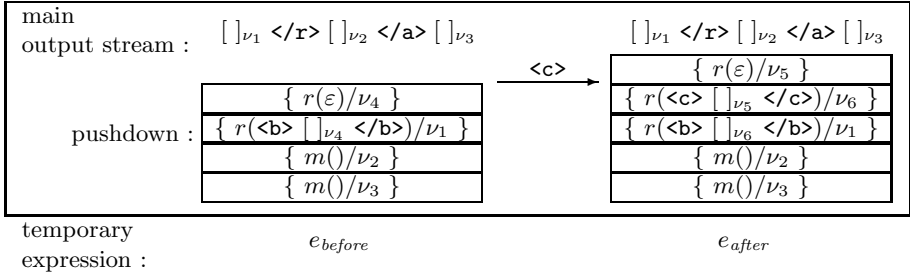 main
output stream : [ ]ν1 </r> [ ]ν2 </a> [ ]ν3 [ ]ν1 </r> [ ]ν2 </a> [ ]ν3
<c>
{ r(ε)/ν5 }
{ r(ε)/ν4 } { r(<c> [ ]ν5 </c>)/ν6 }
pushdown : { r(<b> [ ]ν4 </b>)/ν1 } { r(<b> [ ]ν6 </b>)/ν1 }
{ m()/ν2 } { m()/ν2 }
{ m()/ν3 } { m()/ν3 }
temporary
expression : e_before e_after